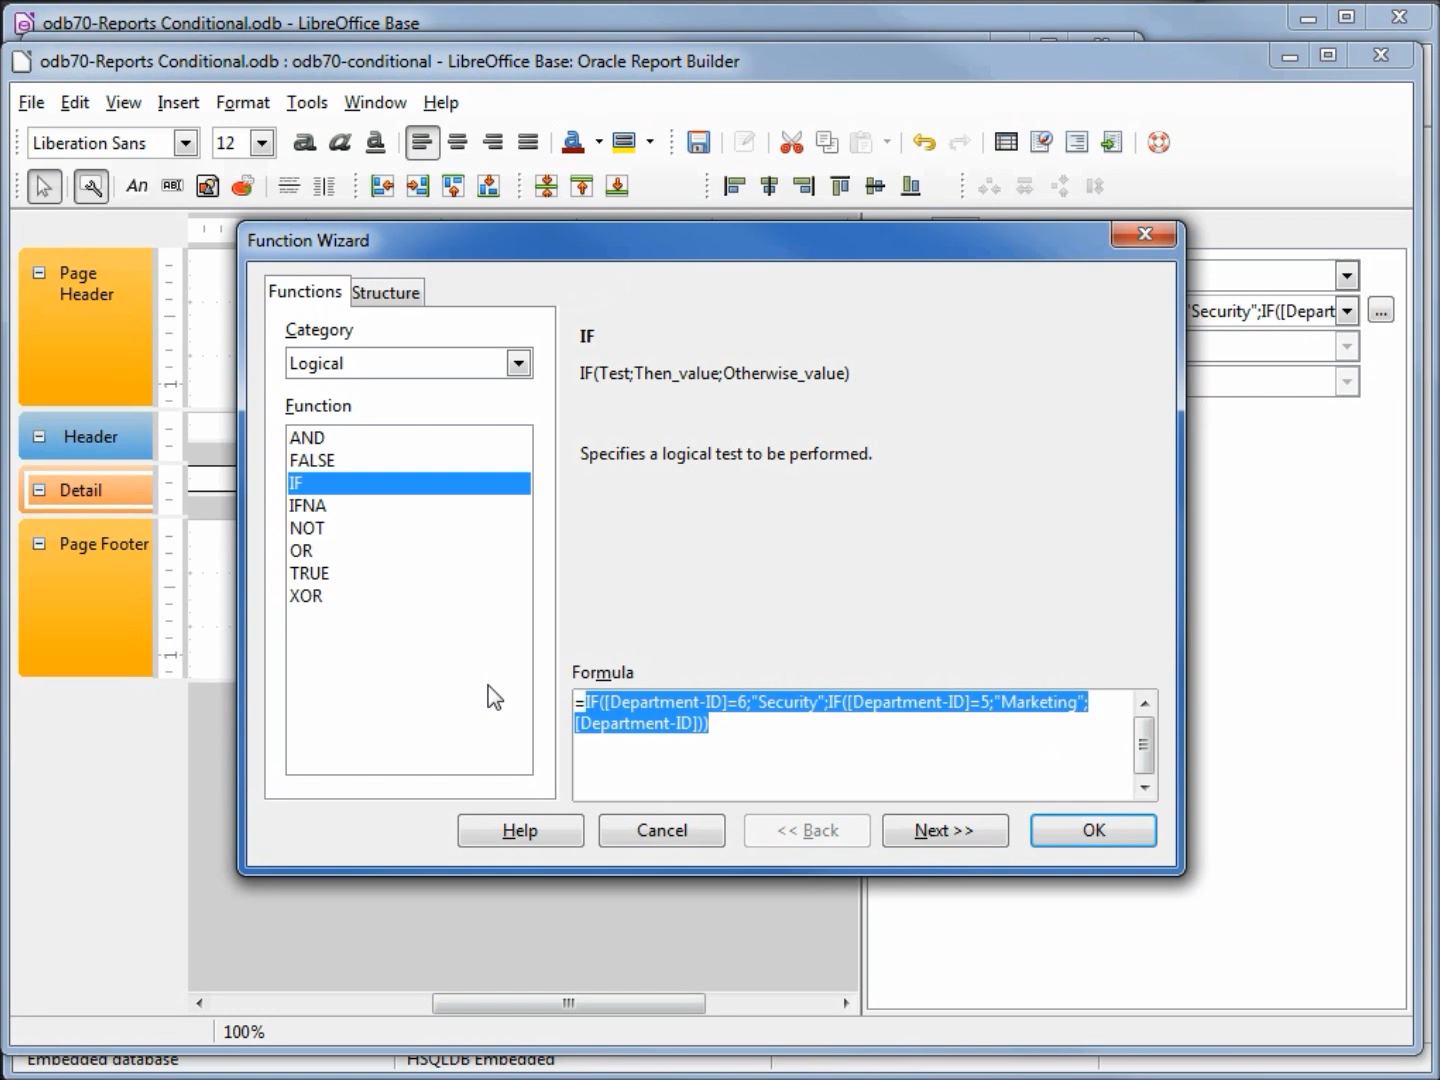 odb70-Reports Conditional.odb - LibreOffice Base
odb70-Reports Conditional.odb : odb70-conditional - LibreOffice Base: Oracle Report Builder
File Edit View Insert Format Tools Window Help
Liberation Sans 12
An ABI
Function Wizard
Page Header
Header
Detail
Page Footer
1
1
Functions Structure
Category
Logical
Function
AND
FALSE
IF
IFNA
NOT
OR
TRUE
XOR
IF
IF(Test;Then_value;Otherwise_value)
Specifies a logical test to be performed.
"Security";IF([Depart ...
Formula
=IF([Department-ID]=6;"Security";IF([Department-ID]=5;"Marketing";
[Department-ID]))
Help Cancel << Back Next >> OK
100%
Embedded database HSQLDB Embedded